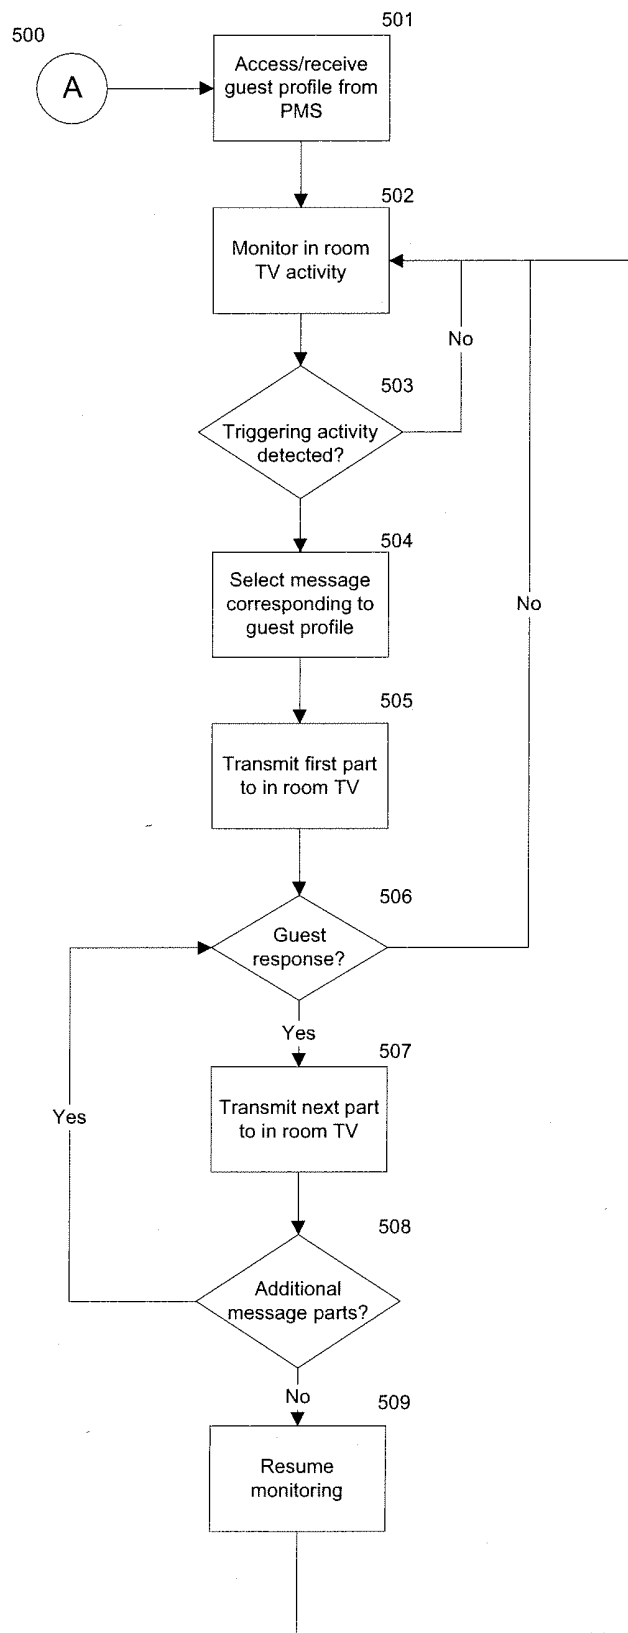 500
A
501
Access/receive
guest profile from
PMS
502
Monitor in room
TV activity
No
503
Triggering activity
detected?
504
Select message
corresponding to
guest profile
No
505
Transmit first part
to in room TV
506
Guest
response?
Yes
507
Transmit next part
to in room TV
Yes
508
Additional
message parts?
No
509
Resume
monitoring